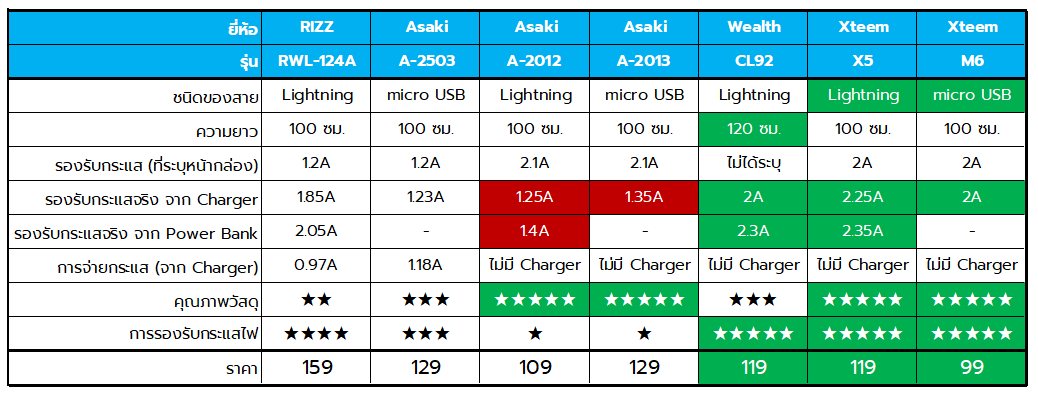 ยี่ห้อ RIZZ Asaki Asaki Asaki Wealth Xteem Xteem
รุ่น RWL-124A A-2503 A-2012 A-2013 CL92 X5 M6
ชนิดของสาย Lightning micro USB Lightning micro USB Lightning Lightning micro USB
ความยาว 100 ซม. 100 ซม. 100 ซม. 100 ซม. 120 ซม. 100 ซม. 100 ซม.
รองรับกระแส (ที่ระบุหน้ากล่อง) 1.2A 1.2A 2.1A 2.1A ไม่ได้ระบุ 2A 2A
รองรับกระแสจริง จาก Charger 1.85A 1.23A 1.25A 1.35A 2A 2.25A 2A
รองรับกระแสจริง จาก Power Bank 2.05A - 1.4A - 2.3A 2.35A -
การจ่ายกระแส (จาก Charger) 0.97A 1.18A ไม่มี Charger ไม่มี Charger ไม่มี Charger ไม่มี Charger ไม่มี Charger
คุณภาพวัสดุ ★★ ★★★ ★★★★★ ★★★★★ ★★★ ★★★★★ ★★★★★
การรองรับกระแสไฟ ★★★★ ★★★ ★ ★ ★★★★★ ★★★★★ ★★★★★
ราคา 159 129 109 129 119 119 99